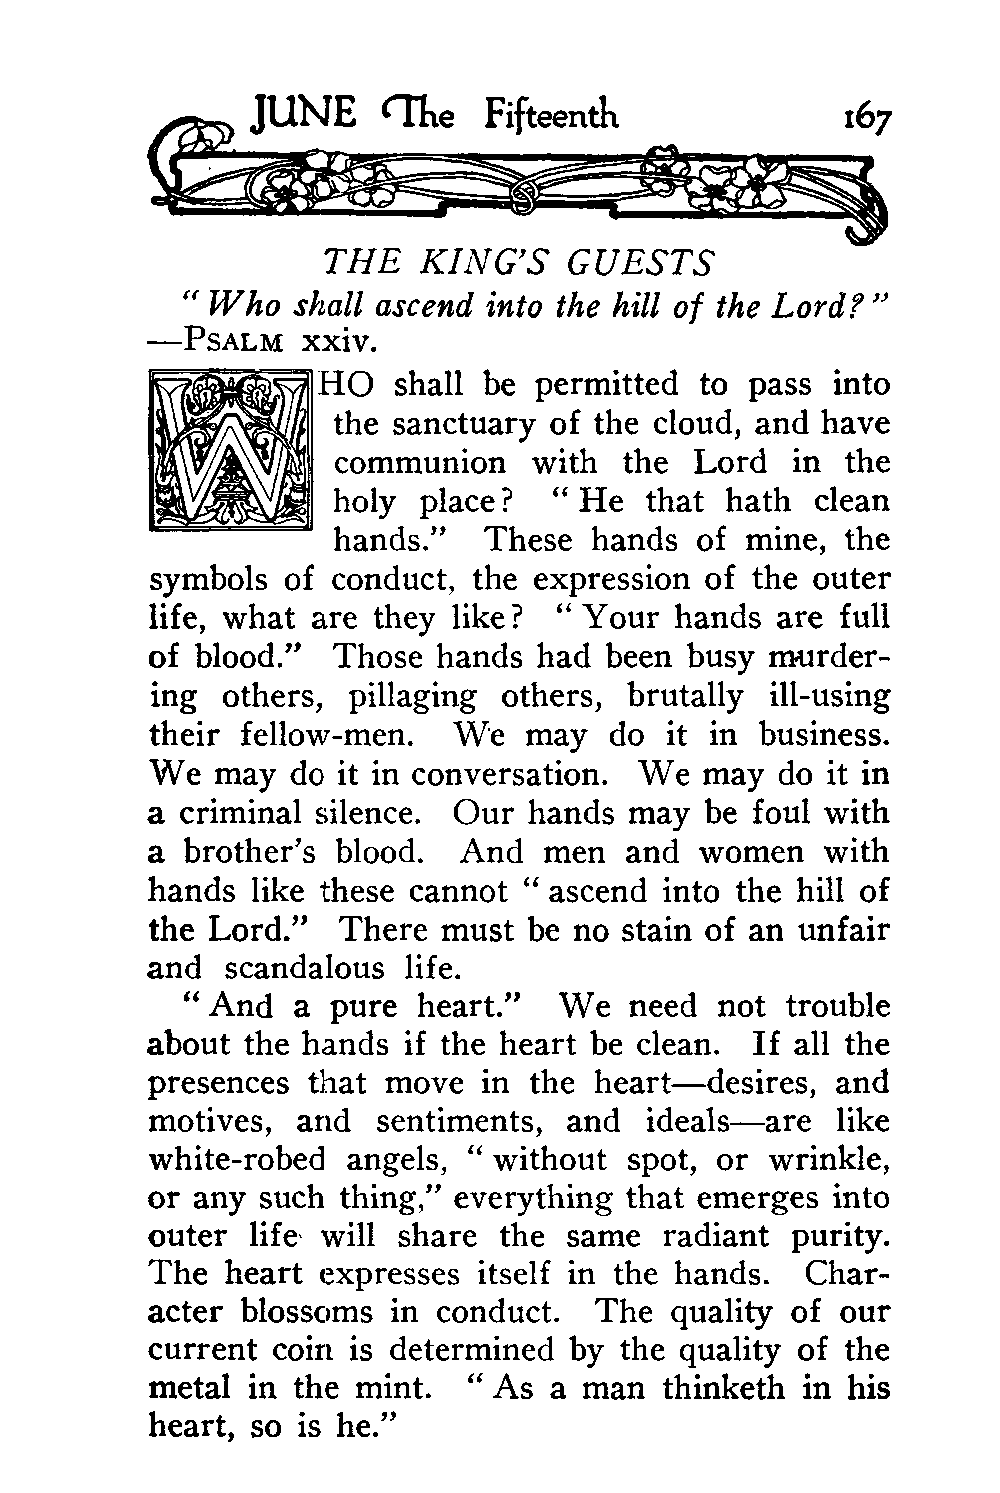 JUNE The Fifteenth 167
THE KING'S GUESTS
“ Who shall ascend into the hill of the Lord? ”
—PSALM xxiv.
WHO shall be permitted to pass into
the sanctuary of the cloud, and have
communion with the Lord in the
holy place? “ He that hath clean
hands.” These hands of mine, the
symbols of conduct, the expression of the outer
life, what are they like? “ Your hands are full
of blood.” Those hands had been busy murder-
ing others, pillaging others, brutally ill-using
their fellow-men. We may do it in business.
We may do it in conversation. We may do it in
a criminal silence. Our hands may be foul with
a brother's blood. And men and women with
hands like these cannot “ ascend into the hill of
the Lord.” There must be no stain of an unfair
and scandalous life.
“ And a pure heart.” We need not trouble
about the hands if the heart be clean. If all the
presences that move in the heart—desires, and
motives, and sentiments, and ideals—are like
white-robed angels, “ without spot, or wrinkle,
or any such thing,” everything that emerges into
outer life will share the same radiant purity.
The heart expresses itself in the hands. Char-
acter blossoms in conduct. The quality of our
current coin is determined by the quality of the
metal in the mint. “ As a man thinketh in his
heart, so is he.”